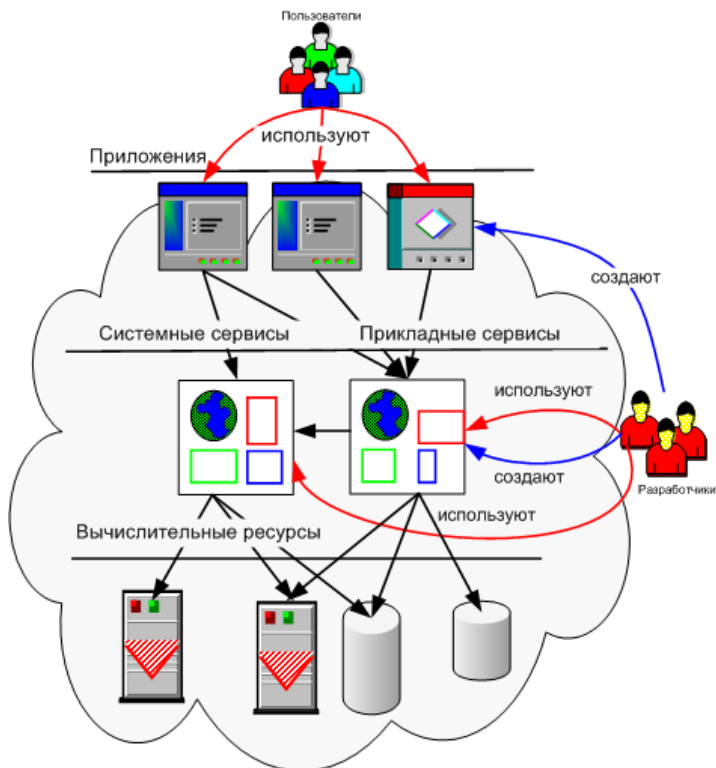 Пользователи
используют
Приложения
создают
Системные сервисы
Прикладные сервисы
используют
создают
Разработчики
используют
Вычислительные ресурсы